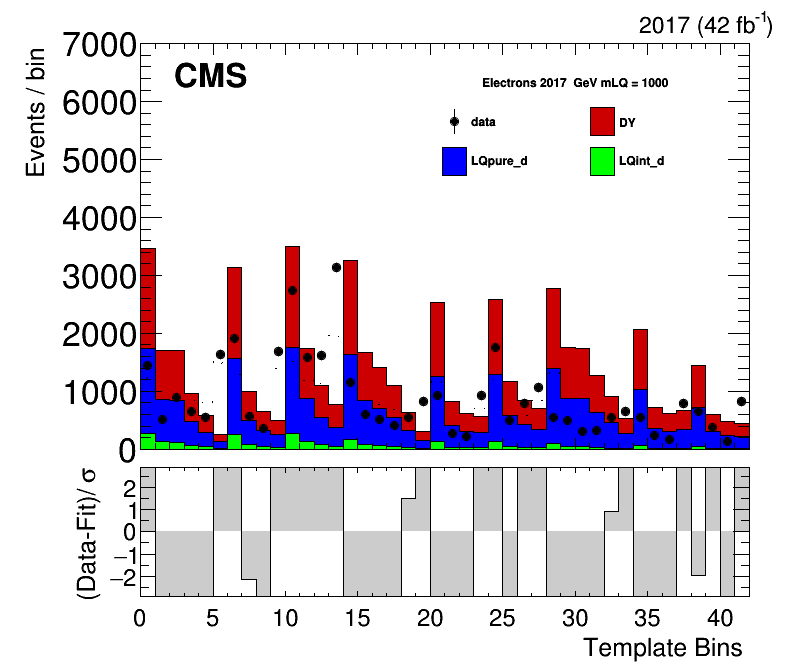 2017 (42 fb-1)
7000
6000
5000
4000
3000
2000
1000
0
Events / bin
CMS
Electrons 2017 GeV mLQ = 1000
data
DY
LQpure_d
LQint_d
2
1
0
−1
−2
(Data-Fit)/ σ
0 5 10 15 20 25 30 35 40
Template Bins